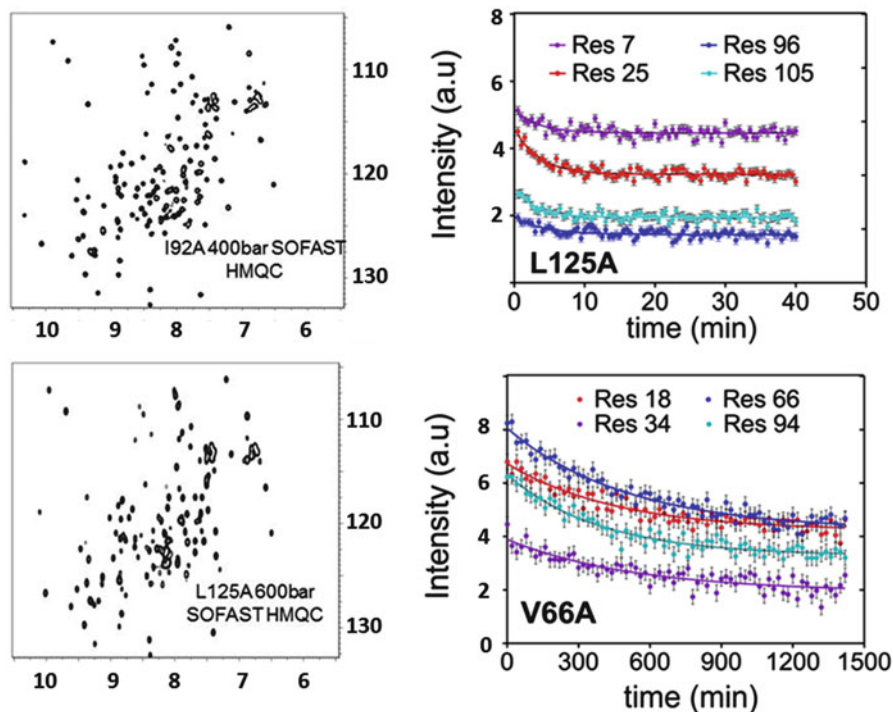 110
120
130
I92A 400bar SOFAST
HMQC
10 9 8 7 6
8
6
4
2
Intensity (a.u)
Res 7 Res 96
Res 25 Res 105
L125A
0 10 20 30 40 50
time (min)
110
120
130
L125A 600bar
SOFAST HMQC
10 9 8 7 6
8
6
4
2
0
Intensity (a.u)
Res 18 Res 66
Res 34 Res 94
V66A
0 300 600 900 1200 1500
time (min)